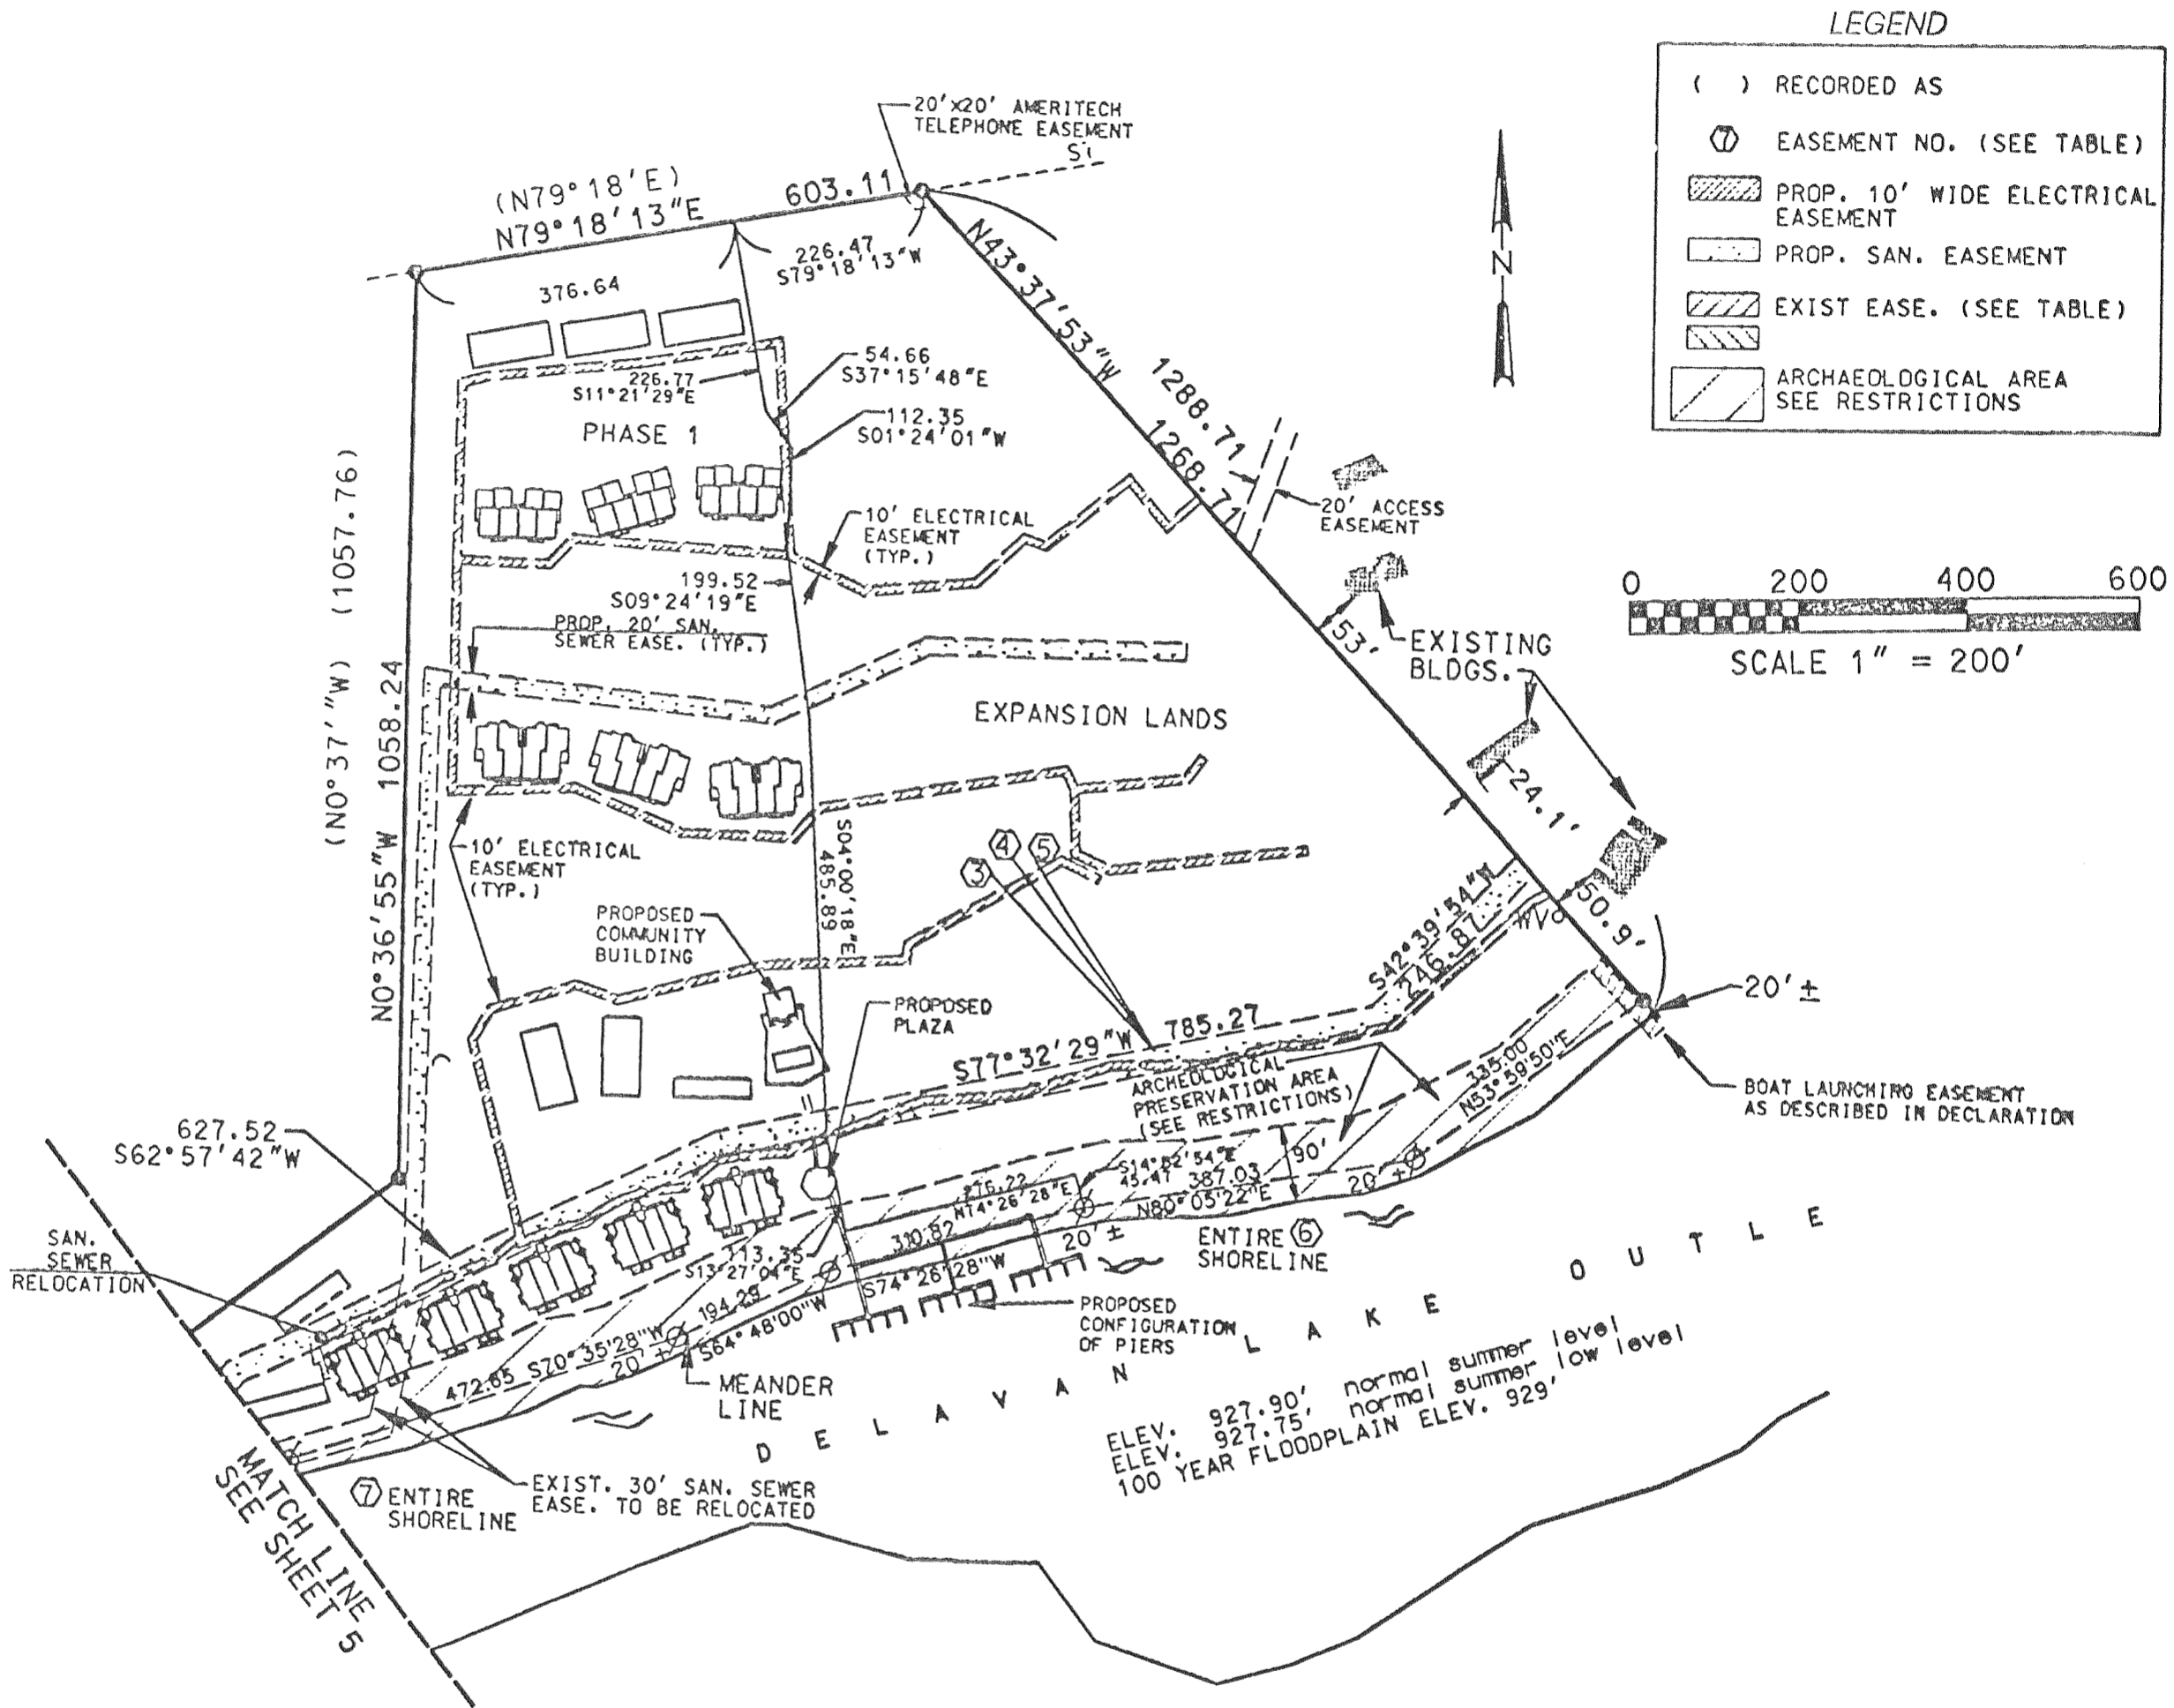 LEGEND
( ) RECORDED AS
7 EASEMENT NO. (SEE TABLE)
PROP. 10' WIDE ELECTRICAL
EASEMENT
PROP. SAN. EASEMENT
EXIST EASE. (SEE TABLE)
ARCHAEOLOGICAL AREA
SEE RESTRICTIONS
20'x20' AMERITECH
TELEPHONE EASEMENT
(N79°18'E)
N79°18'13"E
603.11
226.47
S79°18'13"W
376.64
N43°37'53"W
1288.71
1268.71
N
226.77
S11°21'29"E
54.66
S37°15'48"E
112.35
S01°24'01"W
PHASE 1
20' ACCESS
EASEMENT
10' ELECTRICAL
EASEMENT
(TYP.)
199.52
S09°24'19"E
PROP. 20' SAN.
SEWER EASE. (TYP.)
0 200 400 600
SCALE 1" = 200'
53'
EXISTING
BLDGS.
24.1'
50.9'
(N0°37'"W) (1057.76)
N0°36'55"W 1058.24
EXPANSION LANDS
10' ELECTRICAL
EASEMENT
(TYP.)
S04°00'18"E
485.89
3
4
5
PROPOSED
COMMUNITY
BUILDING
PROPOSED
PLAZA
S42°39'54"W
246.87
20'±
S77°32'29"W 785.27
ARCHEOLOGICAL
PRESERVATION AREA
(SEE RESTRICTIONS)
335.00
N53°59'50"E
BOAT LAUNCHING EASEMENT
AS DESCRIBED IN DECLARATION
627.52
S62°57'42"W
S14°52'54"E
45.47
387.03
N80°05'22"E
90'
20'±
N74°26'28"E
310.82
S74°26'28"W
20'±
ENTIRE 6
SHORELINE
113.35
S13°27'04"E
194.29
S64°48'00"W
SAN.
SEWER
RELOCATION
472.65 S70°35'28"W
20'±
MEANDER
LINE
PROPOSED
CONFIGURATION
OF PIERS
DELAVAN LAKE OUTLE
ELEV. 927.90' normal summer level
ELEV. 927.75' normal summer low level
100 YEAR FLOODPLAIN ELEV. 929'
7 ENTIRE
SHORELINE
EXIST. 30' SAN. SEWER
EASE. TO BE RELOCATED
MATCH LINE
SEE SHEET 5